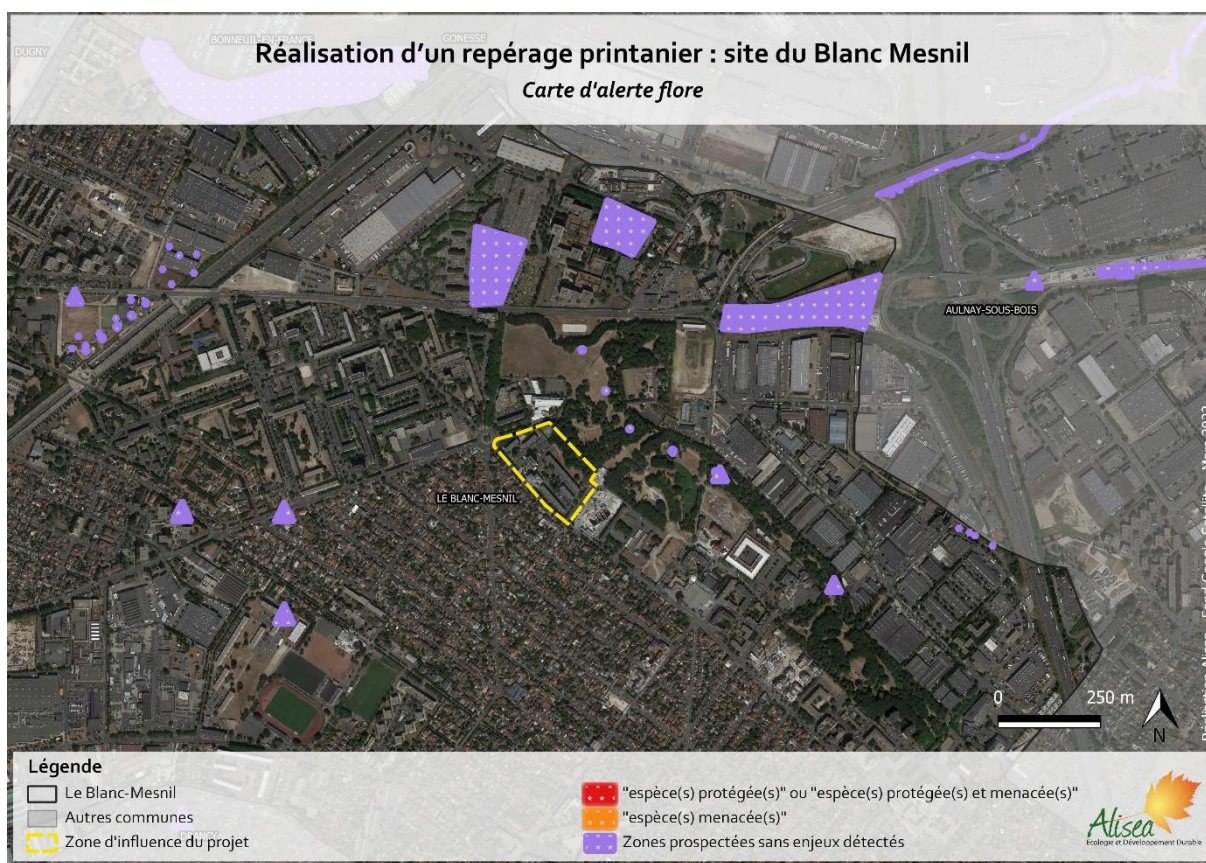 DUGNY
BONNEUIL-EN-FRANCE
GONESSE
Réalisation d'un repérage printanier : site du Blanc Mesnil
Carte d'alerte flore
AULNAY-SOUS-BOIS
LE BLANC-MESNIL
0 250 m
N
Légende
Le Blanc-Mesnil
Autres communes
Zone d'influence du projet
DRANCY
"espèce(s) protégée(s)" ou "espèce(s) protégée(s) et menacée(s)"
"espèce(s) menacée(s)"
Zones prospectées sans enjeux détectés
Alisea
Ecologie et Développement Durable